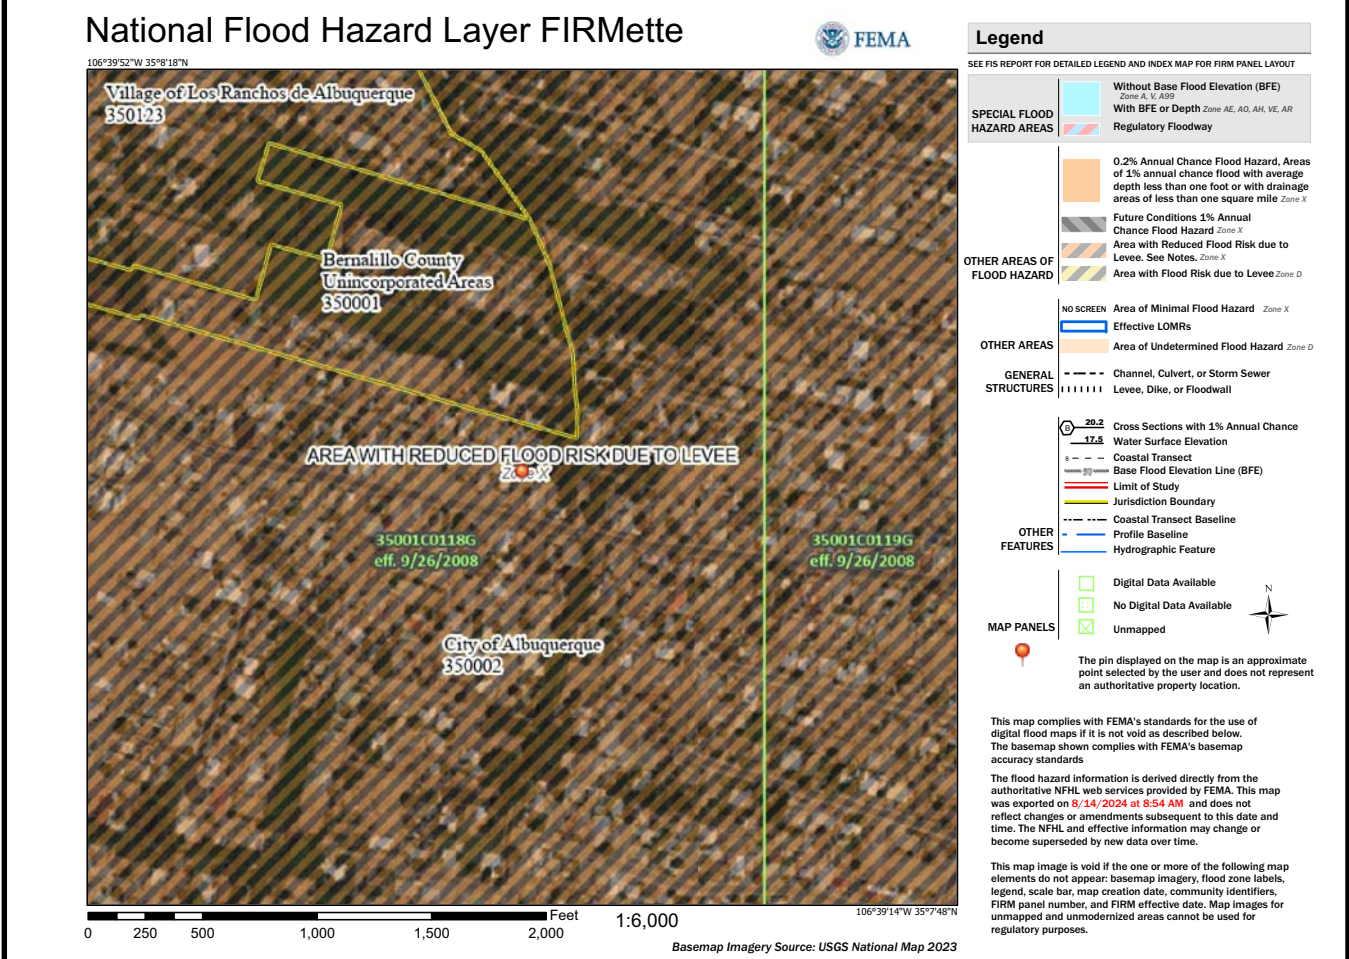 National Flood Hazard Layer FIRMette
FEMA
106°39'52"W 35°8'18"N
Village of Los Ranchos de Albuquerque
350123
Bernalillo County
Unincorporated Areas
350001
AREA WITH REDUCED FLOOD RISK DUE TO LEVEE
Zone X
35001C0118G
eff. 9/26/2008
35001C0119G
eff. 9/26/2008
City of Albuquerque
350002
106°39'14"W 35°7'48"N
Feet
0 250 500 1,000 1,500 2,000
1:6,000
Basemap Imagery Source: USGS National Map 2023
Legend
SEE FIS REPORT FOR DETAILED LEGEND AND INDEX MAP FOR FIRM PANEL LAYOUT
SPECIAL FLOOD
HAZARD AREAS
Without Base Flood Elevation (BFE)
Zone A, V, A99
With BFE or Depth Zone AE, AO, AH, VE, AR
Regulatory Floodway
OTHER AREAS OF
FLOOD HAZARD
0.2% Annual Chance Flood Hazard, Areas
of 1% annual chance flood with average
depth less than one foot or with drainage
areas of less than one square mile Zone X
Future Conditions 1% Annual
Chance Flood Hazard Zone X
Area with Reduced Flood Risk due to
Levee. See Notes. Zone X
Area with Flood Risk due to Levee Zone D
OTHER AREAS
NO SCREEN Area of Minimal Flood Hazard Zone X
Effective LOMRs
Area of Undetermined Flood Hazard Zone D
GENERAL
STRUCTURES
Channel, Culvert, or Storm Sewer
Levee, Dike, or Floodwall
OTHER
FEATURES
B 20.2 Cross Sections with 1% Annual Chance
17.5 Water Surface Elevation
8 Coastal Transect
Base Flood Elevation Line (BFE)
Limit of Study
Jurisdiction Boundary
Coastal Transect Baseline
Profile Baseline
Hydrographic Feature
MAP PANELS
Digital Data Available
No Digital Data Available
Unmapped
N
The pin displayed on the map is an approximate
point selected by the user and does not represent
an authoritative property location.
This map complies with FEMA's standards for the use of
digital flood maps if it is not void as described below.
The basemap shown complies with FEMA's basemap
accuracy standards
The flood hazard information is derived directly from the
authoritative NFHL web services provided by FEMA. This map
was exported on 8/14/2024 at 8:54 AM and does not
reflect changes or amendments subsequent to this date and
time. The NFHL and effective information may change or
become superseded by new data over time.
This map image is void if the one or more of the following map
elements do not appear: basemap imagery, flood zone labels,
legend, scale bar, map creation date, community identifiers,
FIRM panel number, and FIRM effective date. Map images for
unmapped and unmodernized areas cannot be used for
regulatory purposes.